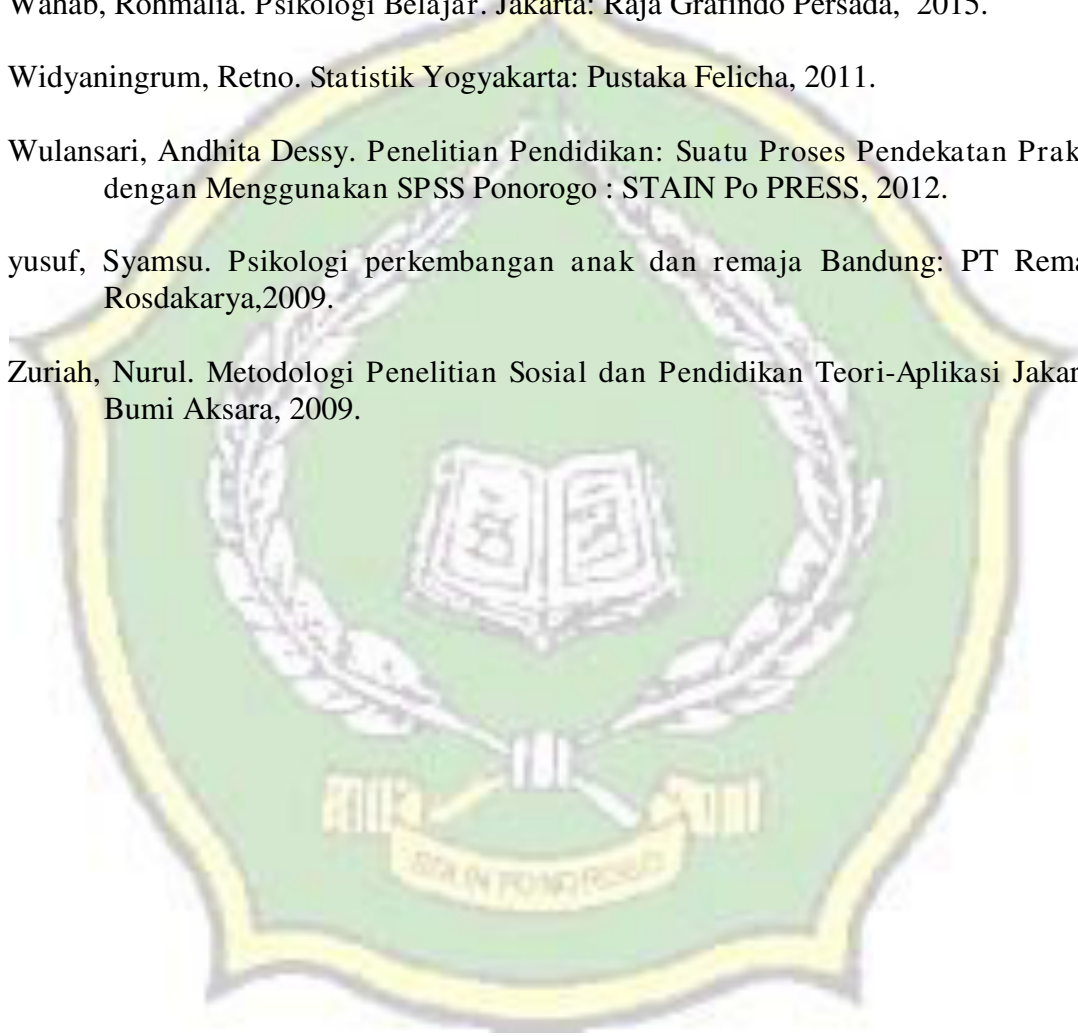 Wahab, Rohmalia. Psikologi Belajar. Jakarta: Raja Grafindo Persada, 2015.
Widyaningrum, Retno. Statistik Yogyakarta: Pustaka Felicha, 2011.
Wulansari, Andhita Dessy. Penelitian Pendidikan: Suatu Proses Pendekatan Prak
dengan Menggunakan SPSS Ponorogo : STAIN Po PRESS, 2012.
yusuf, Syamsu. Psikologi perkembangan anak dan remaja Bandung: PT Rema
Rosdakarya,2009.
Zuriah, Nurul. Metodologi Penelitian Sosial dan Pendidikan Teori-Aplikasi Jakar
Bumi Aksara, 2009.
STAIN PONOROGO